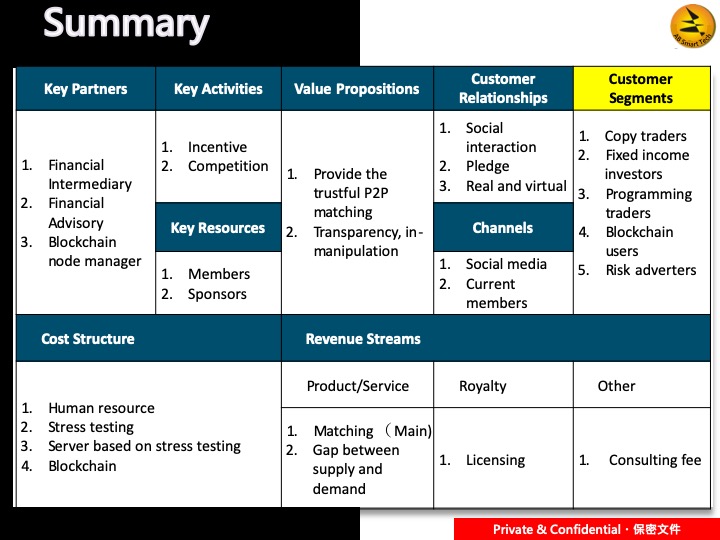 Summary
AB Smart Tech
Key Partners
Key Activities
Value Propositions
Customer
Relationships
Customer
Segments
1. Financial
Intermediary
2. Financial
Advisory
3. Blockchain
node manager
1. Incentive
2. Competition
Key Resources
1. Members
2. Sponsors
1. Provide the
trustful P2P
matching
2. Transparency, in-
manipulation
1. Social
interaction
2. Pledge
3. Real and virtual
Channels
1. Social media
2. Current
members
1. Copy traders
2. Fixed income
investors
3. Programming
traders
4. Blockchain
users
5. Risk adverters
Cost Structure
Revenue Streams
1. Human resource
2. Stress testing
3. Server based on stress testing
4. Blockchain
Product/Service
Royalty
Other
1. Matching （Main)
2. Gap between
supply and
demand
1. Licensing
1. Consulting fee
Private & Confidential・保密文件